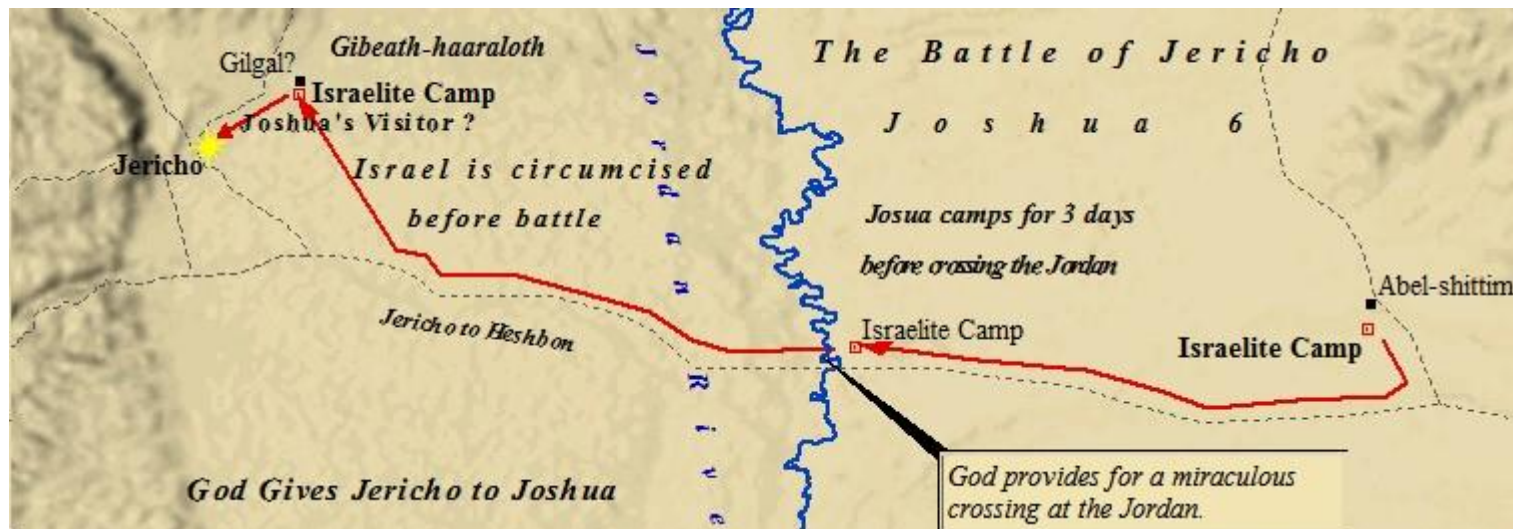 The Battle of Jericho
Joshua 6
Gibeath-haaraloth
Gilgal?
Israelite Camp
Joshua's Visitor ?
Jericho
Israel is circumcised
before battle
Jordan Rive
Josua camps for 3 days
before crossing the Jordan
Abel-shittim
Israelite Camp
Israelite Camp
Jericho to Heshbon
God Gives Jericho to Joshua
God provides for a miraculous
crossing at the Jordan.